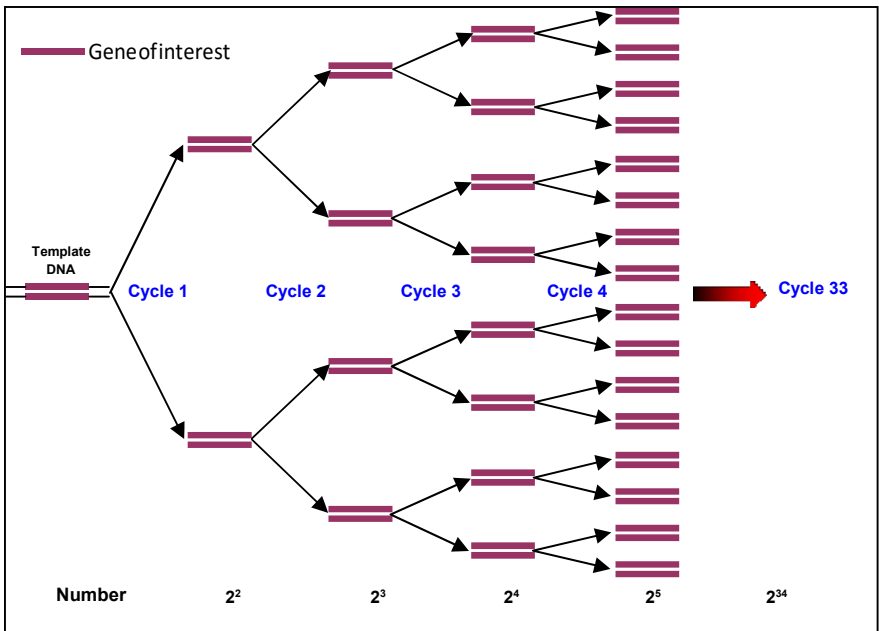 Geneofinterest
Template
DNA
Cycle 1
Cycle 2
Cycle 3
Cycle 4
Cycle 33
Number
2²
2³
2⁴
2⁵
2³⁴